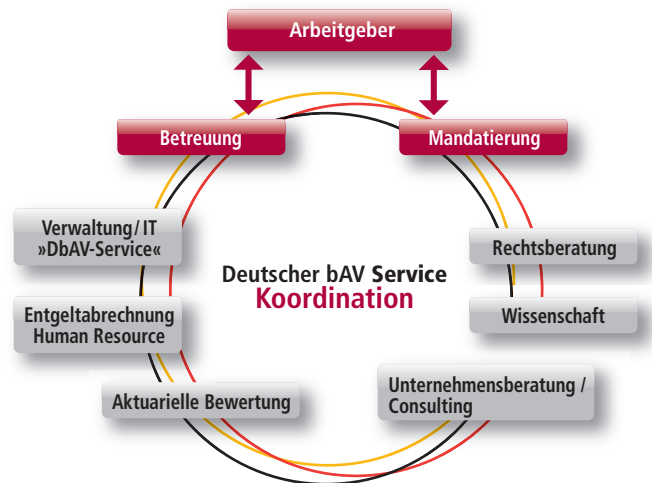 Arbeitgeber
Betreuung
Mandatierung
Verwaltung/IT
»DbAV-Service«
Rechtsberatung
Deutscher bAV Service
Koordination
Entgeltabrechnung
Human Resource
Wissenschaft
Aktuarielle Bewertung
Unternehmensberatung /
Consulting